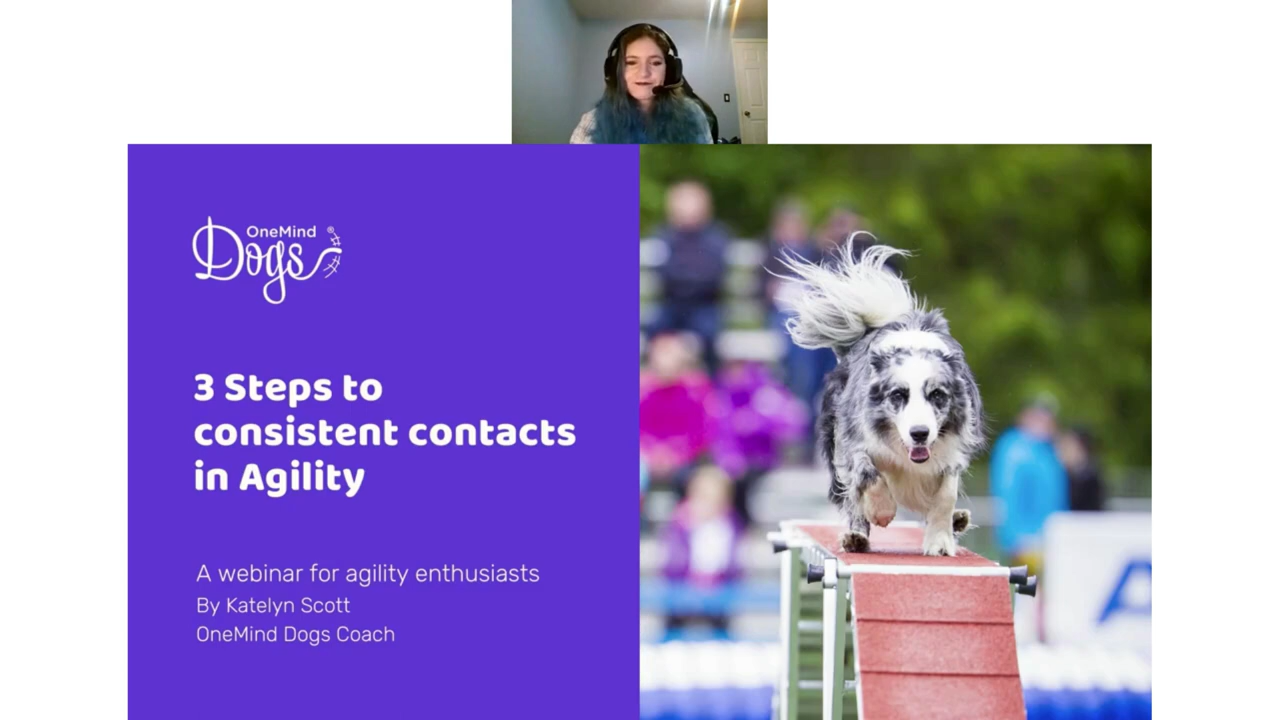 OneMind ®
Dogs
3 Steps to
consistent contacts
in Agility
A webinar for agility enthusiasts
By Katelyn Scott
OneMind Dogs Coach
A